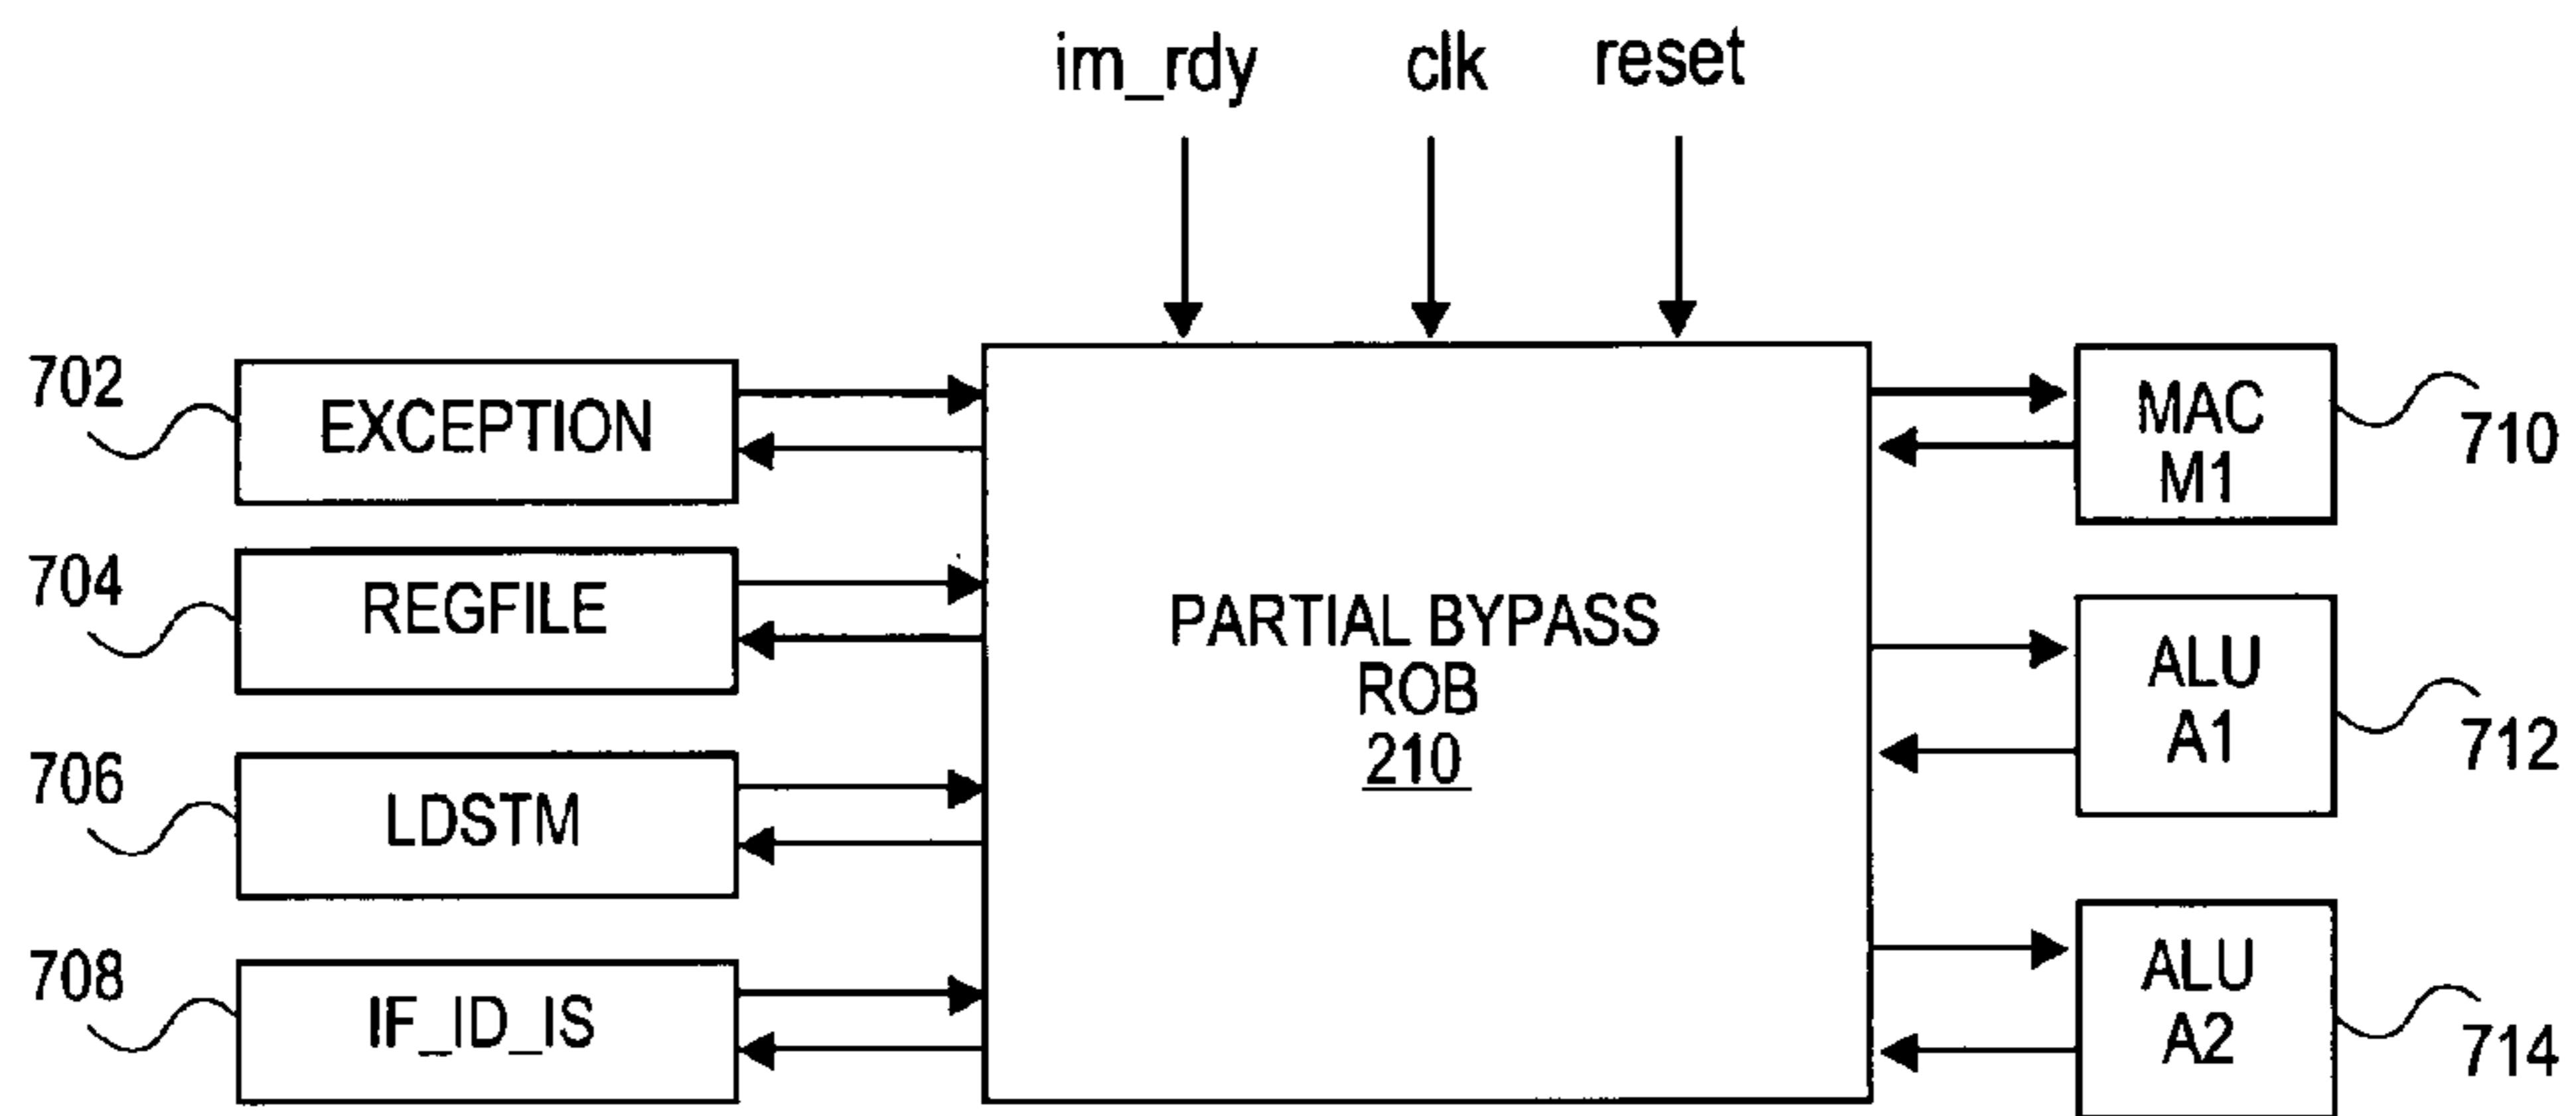 im_rdy clk reset
702
EXCEPTION
704
REGFILE
706
LDSTM
708
IF_ID_IS
PARTIAL BYPASS
ROB
210
MAC
M1
710
ALU
A1
712
ALU
A2
714